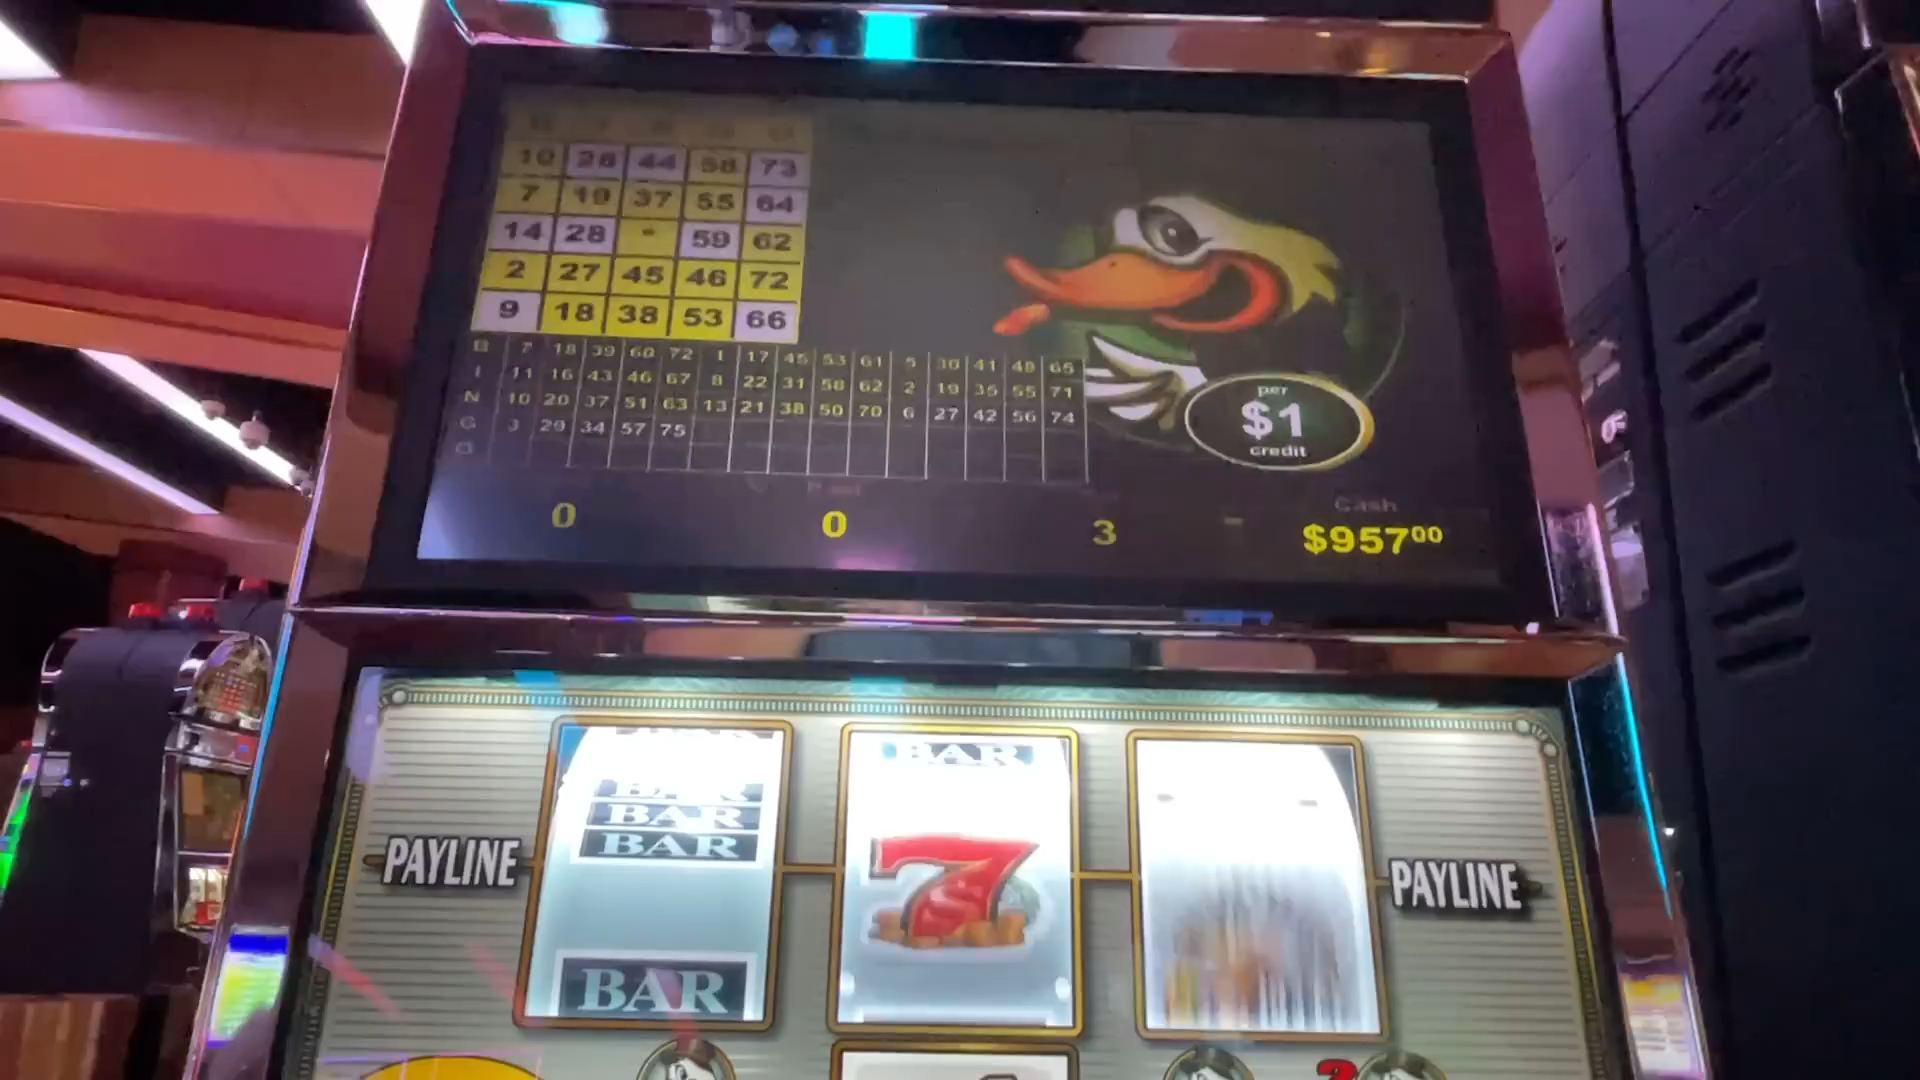 10 26 44 58 73
7 19 37 55 64
14 28 * 59 62
2 27 45 46 72
9 18 38 53 66
B 7 18 39 60 72 1 17 45 53 61 5 30 41 48 65
I 11 16 43 46 67 8 22 31 58 62 2 19 35 55 71
N 10 20 37 51 63 13 21 38 50 70 6 27 42 56 74
G 3 29 34 57 75
O
per
$1
credit
Cash
0 0 3 $95700
BAR
BAR
BAR
BAR
7
PAYLINE
PAYLINE
BAR